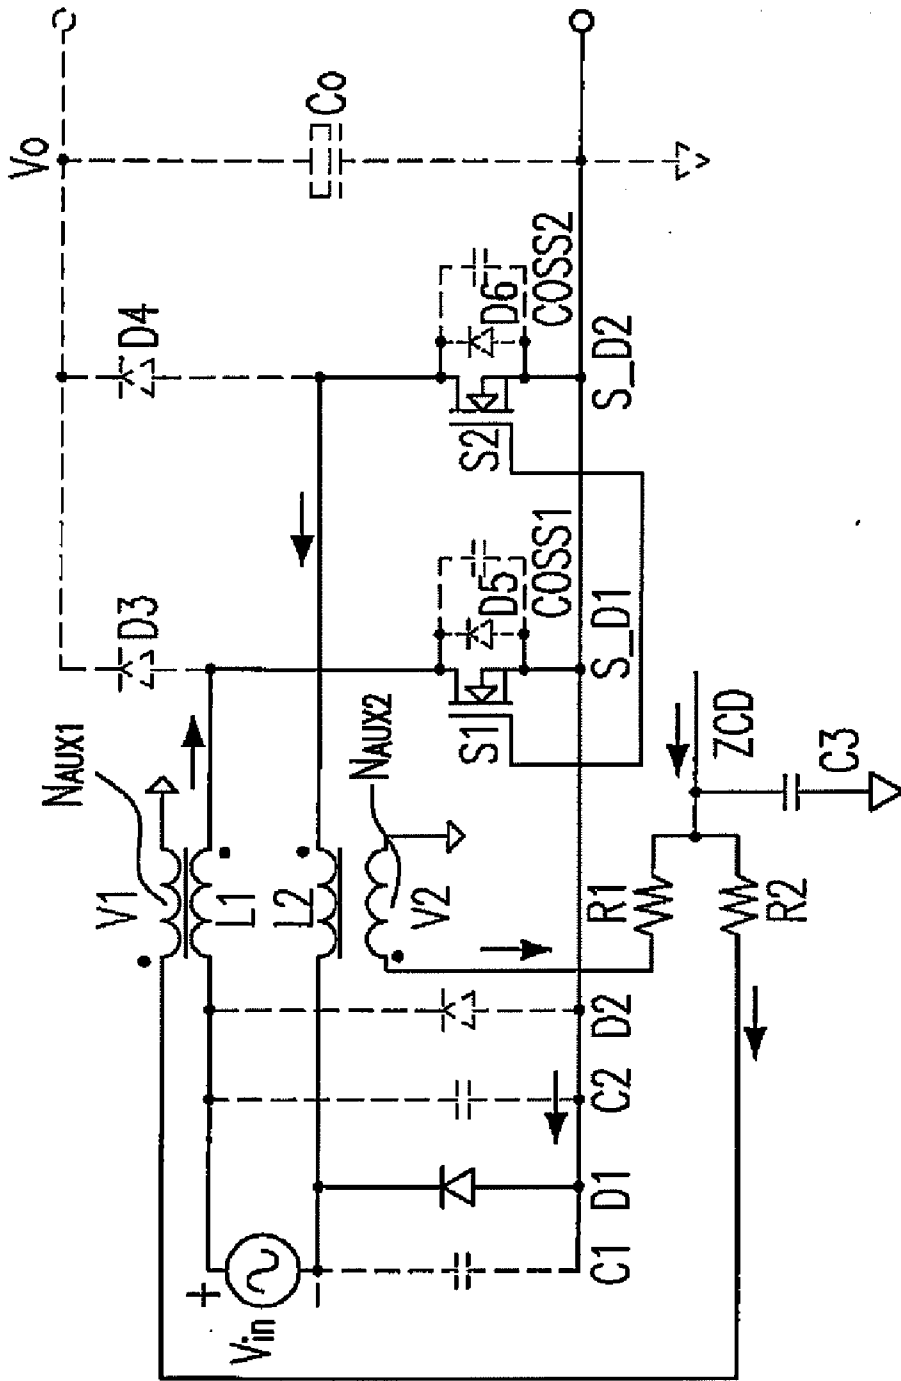 Vo
Co
D4
D3
D6
COSS2
S2
S_D2
D5
COSS1
S1
S_D1
NAUX1
NAUX2
V1
L1
L2
V2
ZCD
C3
R1
R2
+
Vin
–
C1
D1
C2
D2